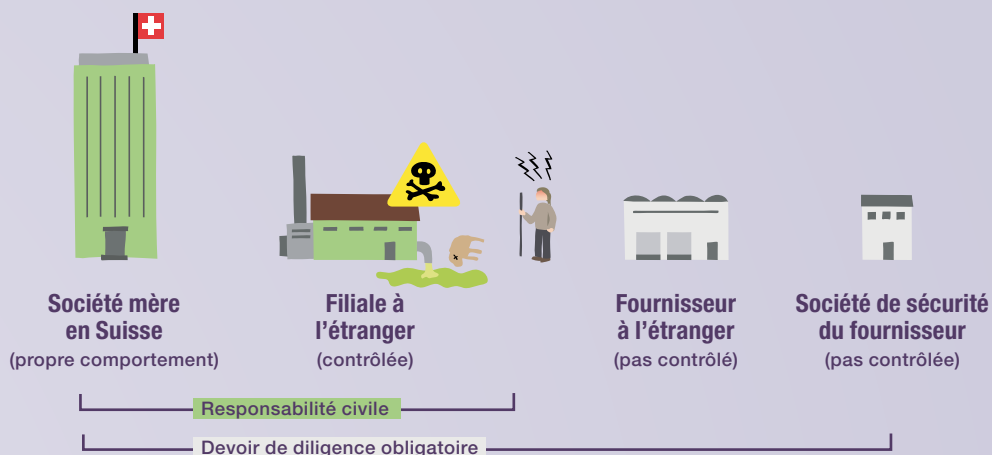 Société mère
en Suisse
(propre comportement)
Filiale à
l’étranger
(contrôlée)
Fournisseur
à l’étranger
(pas contrôlé)
Société de sécurité
du fournisseur
(pas contrôlée)
Responsabilité civile
Devoir de diligence obligatoire